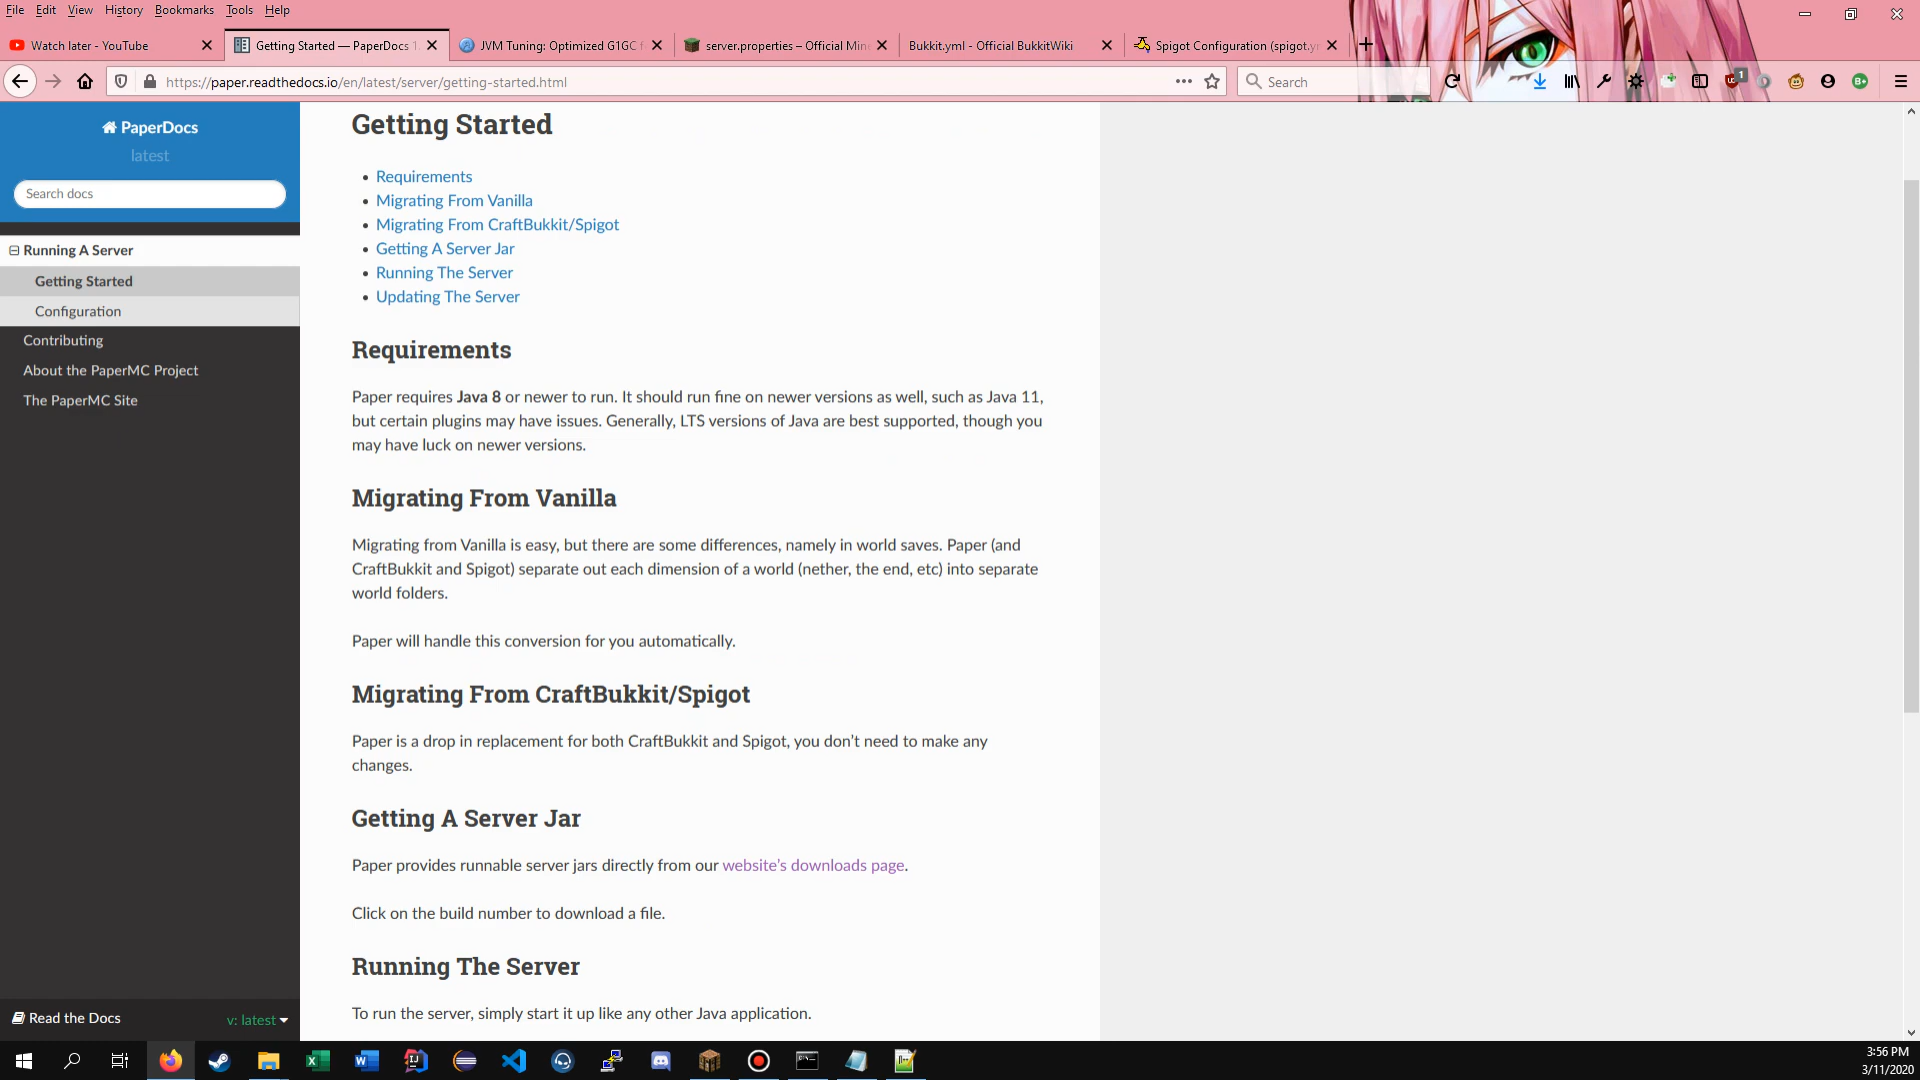 File Edit View History Bookmarks Tools Help
Watch later - YouTube
Getting Started — PaperDocs 1
JVM Tuning: Optimized G1GC f
server.properties – Official Mine
Bukkit.yml - Official BukkitWiki
Spigot Configuration (spigot.y
https://paper.readthedocs.io/en/latest/server/getting-started.html
Search
1
PaperDocs
latest
Search docs
Running A Server
Getting Started
Configuration
Contributing
About the PaperMC Project
The PaperMC Site
Read the Docs
v: latest
Getting Started
Requirements
Migrating From Vanilla
Migrating From CraftBukkit/Spigot
Getting A Server Jar
Running The Server
Updating The Server
Requirements
Paper requires Java 8 or newer to run. It should run fine on newer versions as well, such as Java 11,
but certain plugins may have issues. Generally, LTS versions of Java are best supported, though you
may have luck on newer versions.
Migrating From Vanilla
Migrating from Vanilla is easy, but there are some differences, namely in world saves. Paper (and
CraftBukkit and Spigot) separate out each dimension of a world (nether, the end, etc) into separate
world folders.
Paper will handle this conversion for you automatically.
Migrating From CraftBukkit/Spigot
Paper is a drop in replacement for both CraftBukkit and Spigot, you don’t need to make any
changes.
Getting A Server Jar
Paper provides runnable server jars directly from our website’s downloads page.
Click on the build number to download a file.
Running The Server
To run the server, simply start it up like any other Java application.
3:56 PM
3/11/2020